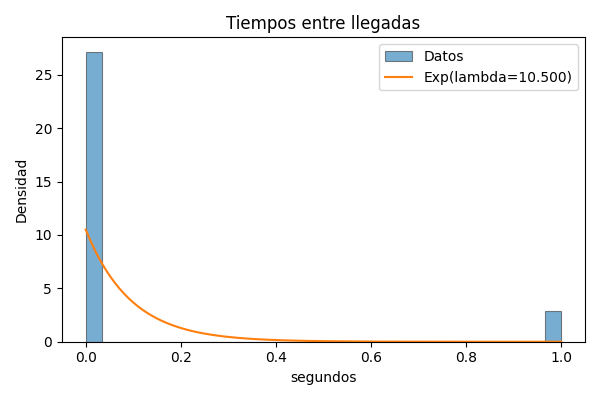 Tiempos entre llegadas
Datos
Exp(lambda=10.500)
Densidad
25
20
15
10
5
0
0.0 0.2 0.4 0.6 0.8 1.0
segundos